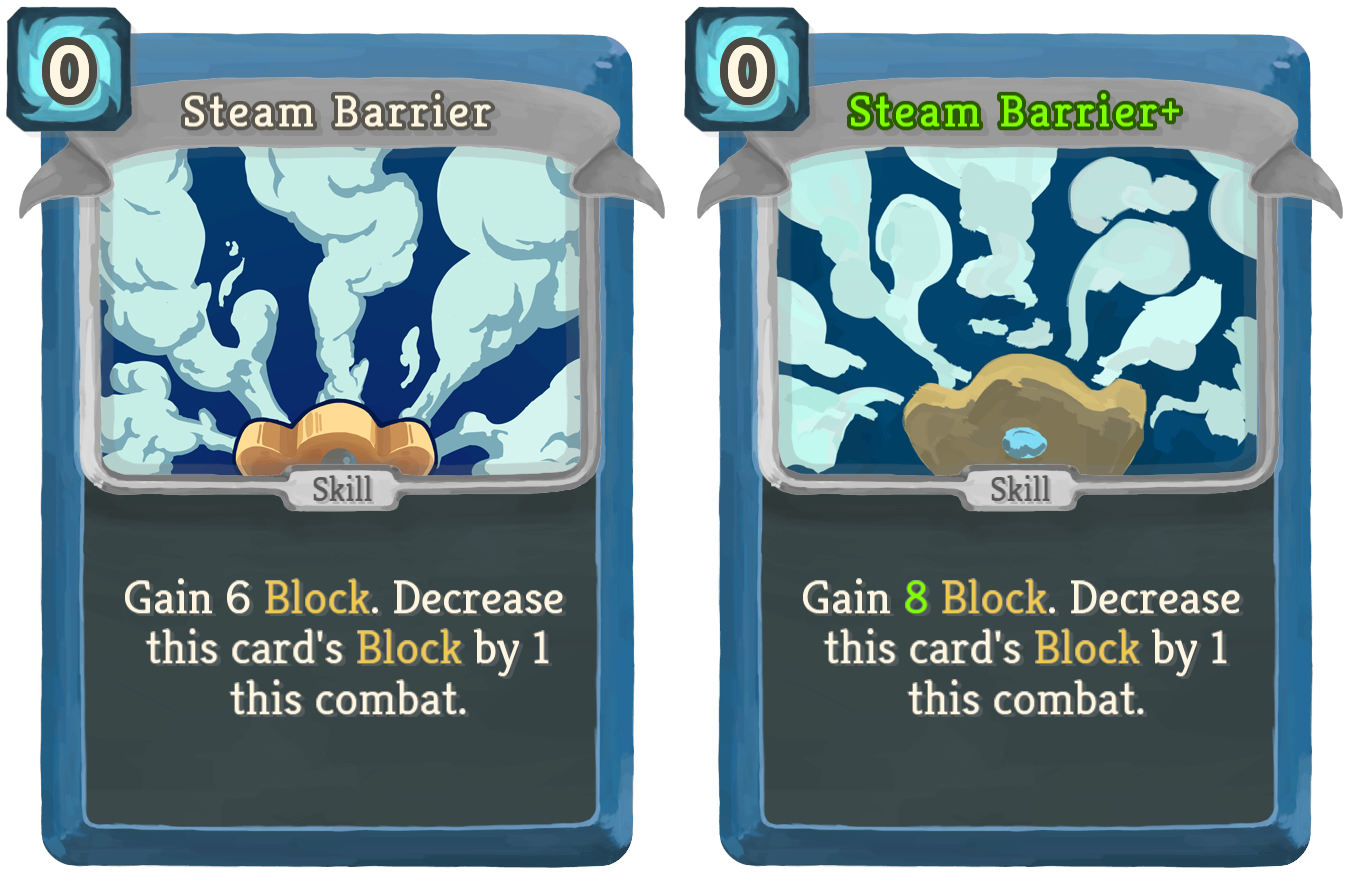 0
Steam Barrier
Skill
Gain 6 Block. Decrease
this card's Block by 1
this combat.
0
Steam Barrier+
Skill
Gain 8 Block. Decrease
this card's Block by 1
this combat.